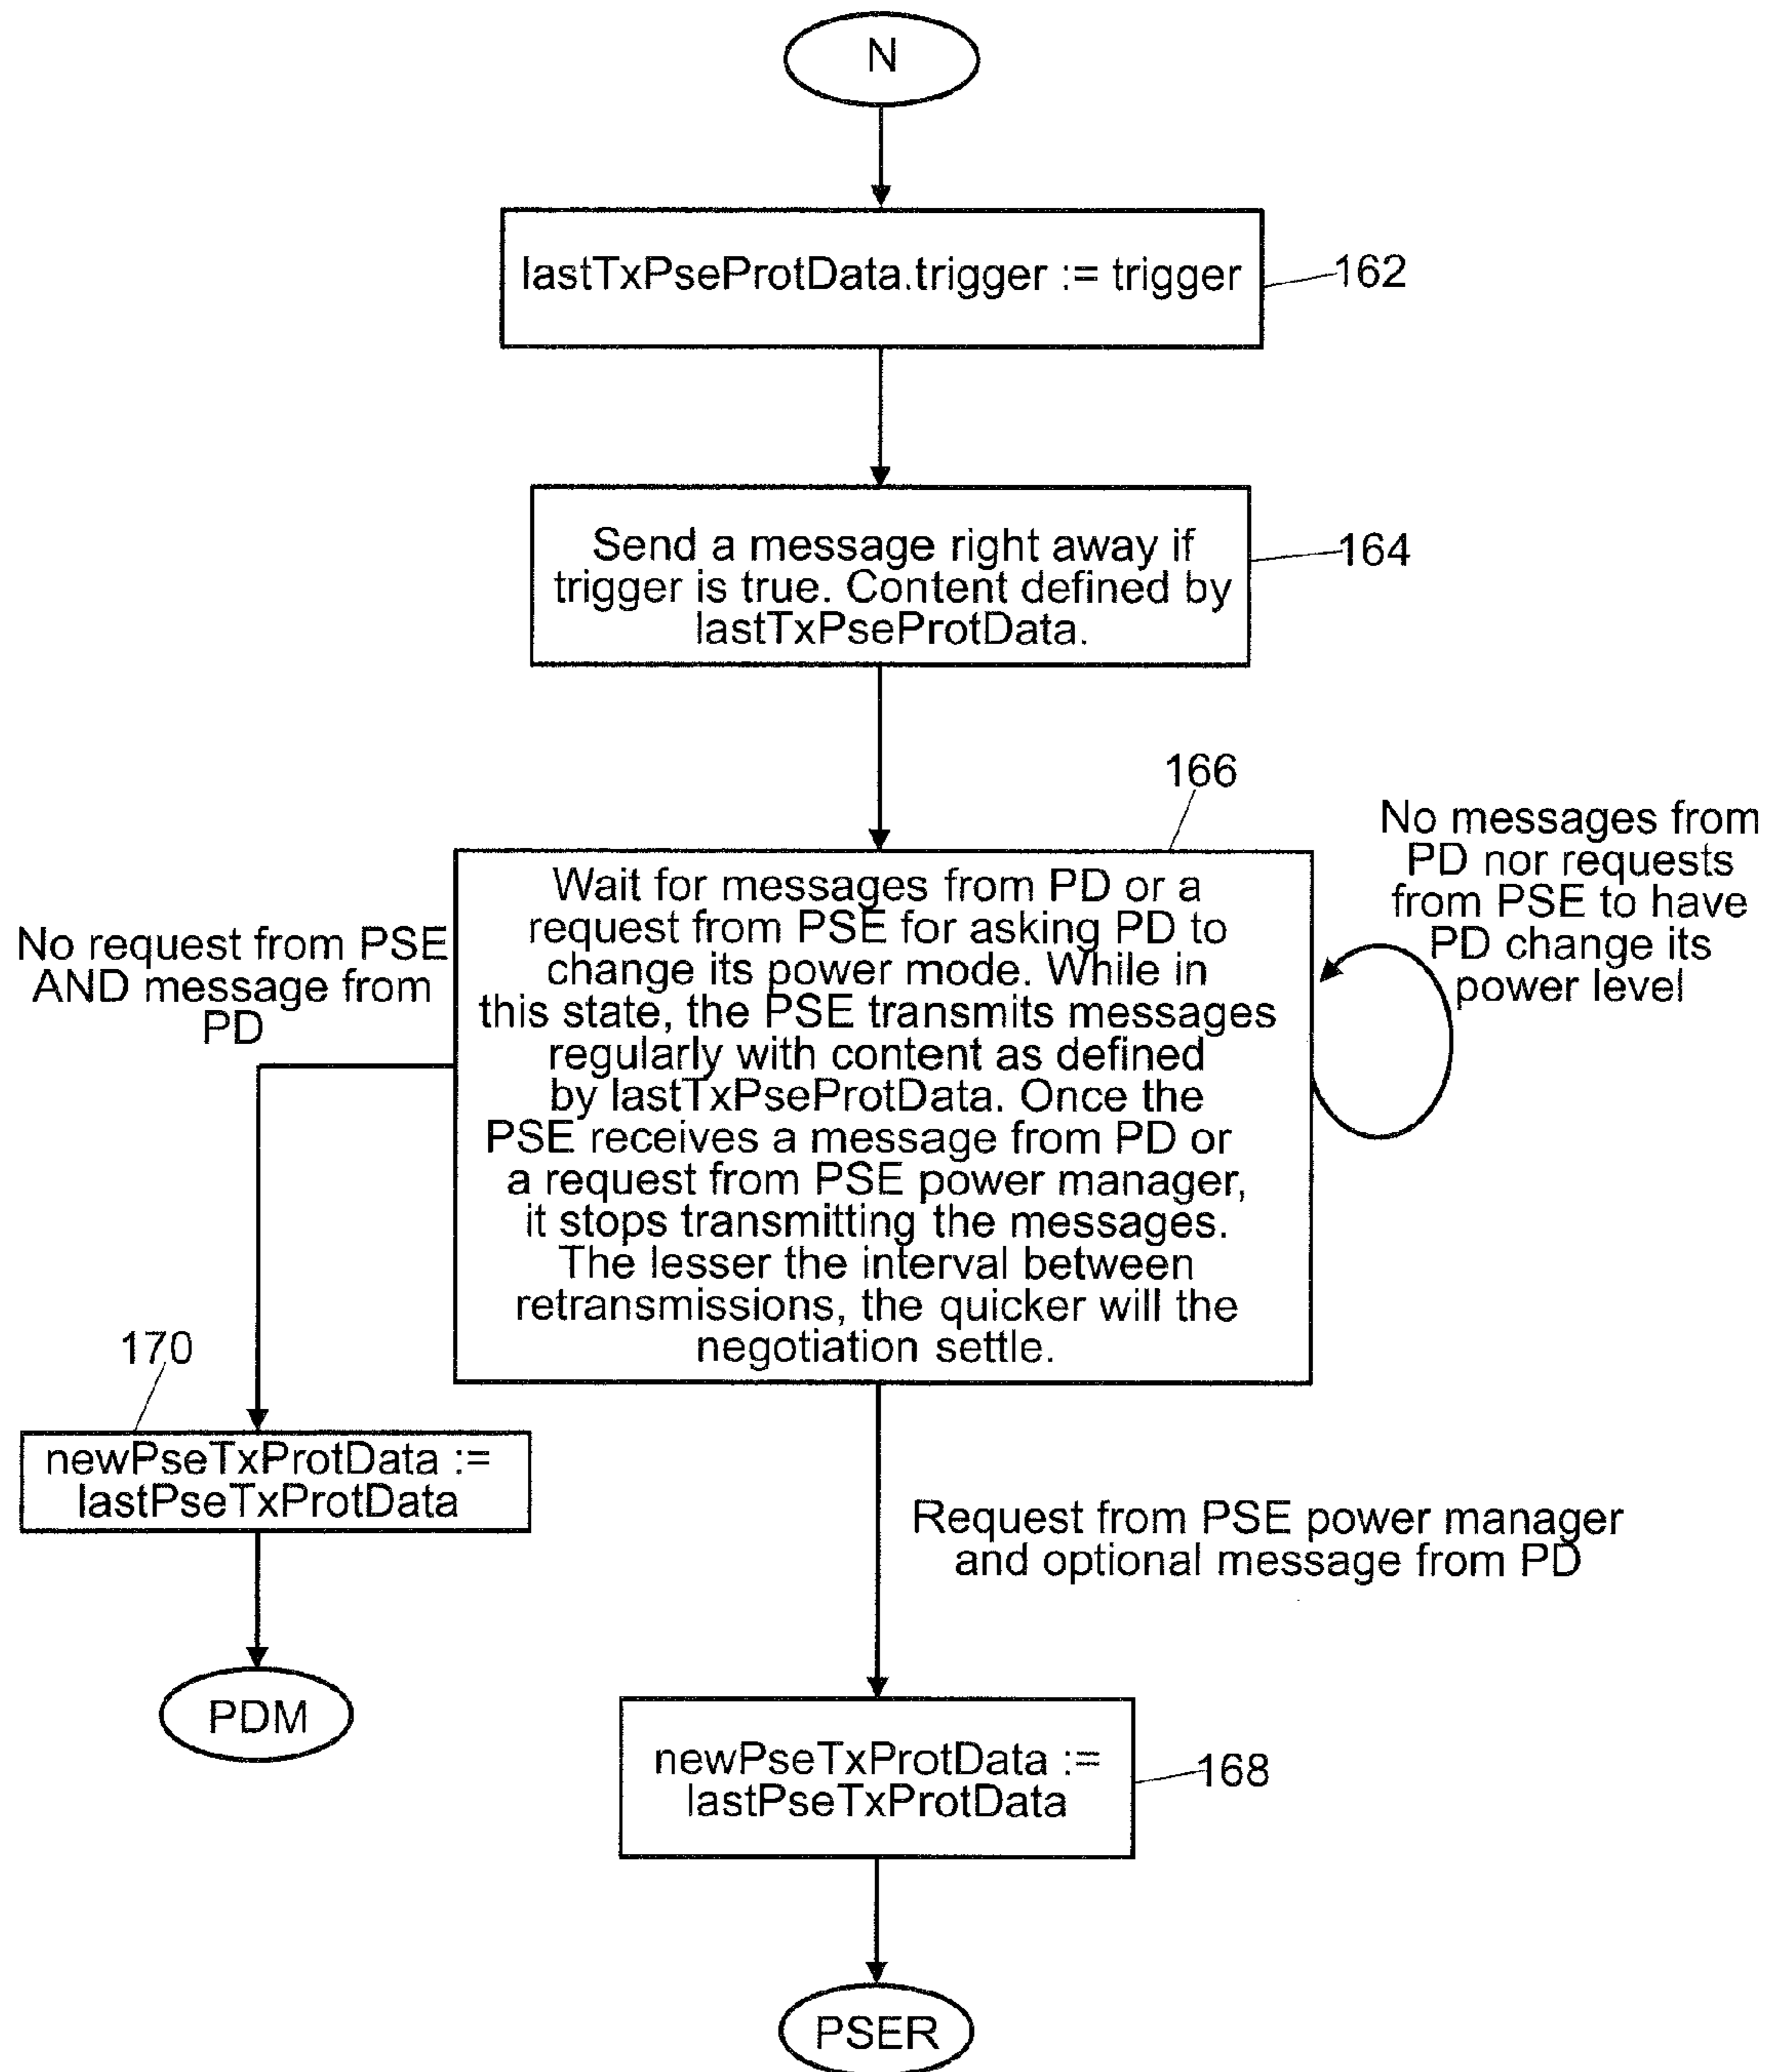 N
lastTxPseProtData.trigger := trigger
162
Send a message right away if
trigger is true. Content defined by
lastTxPseProtData.
164
166
Wait for messages from PD or a
request from PSE for asking PD to
change its power mode. While in
this state, the PSE transmits messages
regularly with content as defined
by lastTxPseProtData. Once the
PSE receives a message from PD or
a request from PSE power manager,
it stops transmitting the messages.
The lesser the interval between
retransmissions, the quicker will the
negotiation settle.
No messages from
PD nor requests
from PSE to have
PD change its
power level
No request from PSE
AND message from
PD
170
newPseTxProtData :=
lastPseTxProtData
PDM
Request from PSE power manager
and optional message from PD
newPseTxProtData :=
lastPseTxProtData
168
PSER